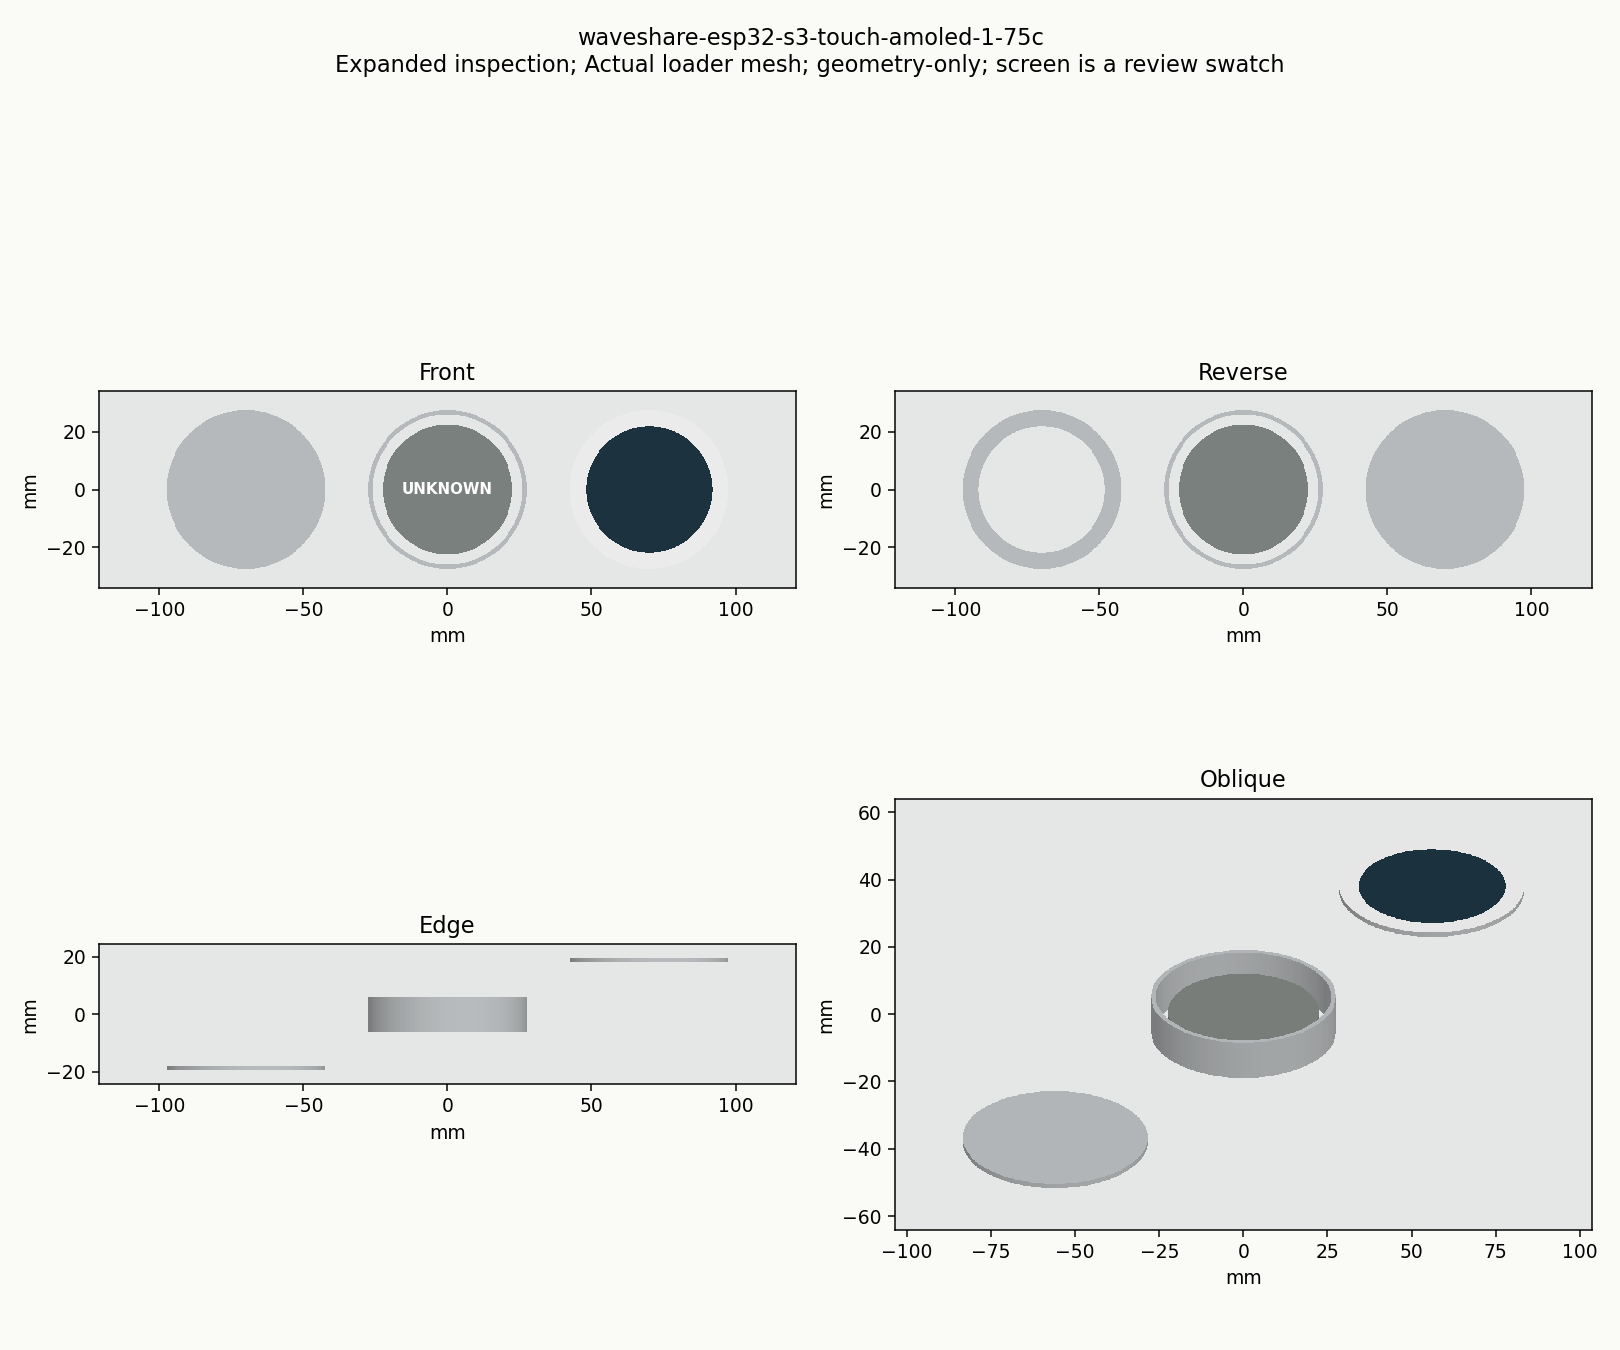 waveshare-esp32-s3-touch-amoled-1-75c
Expanded inspection; Actual loader mesh; geometry-only; screen is a review swatch
Front
20
0
−20
mm
UNKNOWN
−100
−50
0
50
100
mm
Reverse
20
0
−20
mm
−100
−50
0
50
100
mm
Edge
20
0
−20
mm
−100
−50
0
50
100
mm
Oblique
60
40
20
0
−20
−40
−60
mm
−100
−75
−50
−25
0
25
50
75
100
mm